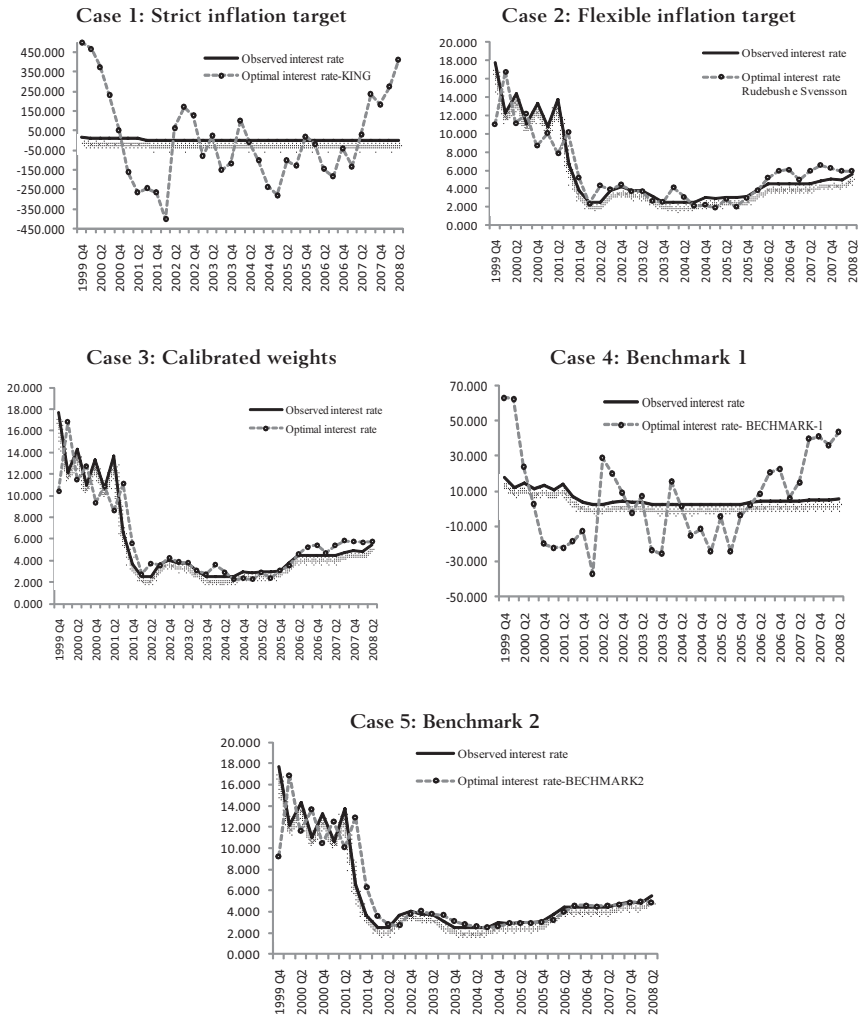 Case 1: Strict inflation target
450.000
350.000
250.000
150.000
50.000
-50.000
-150.000
-250.000
-350.000
-450.000
Observed interest rate
Optimal interest rate-KING
1999 Q4
2000 Q2
2000 Q4
2001 Q2
2001 Q4
2002 Q2
2002 Q4
2003 Q2
2003 Q4
2004 Q2
2004 Q4
2005 Q2
2005 Q4
2006 Q2
2006 Q4
2007 Q2
2007 Q4
2008 Q2
Case 2: Flexible inflation target
20.000
18.000
16.000
14.000
12.000
10.000
8.000
6.000
4.000
2.000
0.000
Observed interest rate
Optimal interest rate
Rudebush e Svensson
1999 Q4
2000 Q2
2000 Q4
2001 Q2
2001 Q4
2002 Q2
2002 Q4
2003 Q2
2003 Q4
2004 Q2
2004 Q4
2005 Q2
2005 Q4
2006 Q2
2006 Q4
2007 Q2
2007 Q4
2008 Q2
Case 3: Calibrated weights
20.000
18.000
16.000
14.000
12.000
10.000
8.000
6.000
4.000
2.000
0.000
Observed interest rate
Optimal interest rate
1999 Q4
2000 Q2
2000 Q4
2001 Q2
2001 Q4
2002 Q2
2002 Q4
2003 Q2
2003 Q4
2004 Q2
2004 Q4
2005 Q2
2005 Q4
2006 Q2
2006 Q4
2007 Q2
2007 Q4
2008 Q2
Case 4: Benchmark 1
70.000
50.000
30.000
10.000
-10.000
-30.000
-50.000
Observed interest rate
Optimal interest rate- BECHMARK-1
1999 Q4
2000 Q2
2000 Q4
2001 Q2
2001 Q4
2002 Q2
2002 Q4
2003 Q2
2003 Q4
2004 Q2
2004 Q4
2005 Q2
2005 Q4
2006 Q2
2006 Q4
2007 Q2
2007 Q4
2008 Q2
Case 5: Benchmark 2
20.000
18.000
16.000
14.000
12.000
10.000
8.000
6.000
4.000
2.000
0.000
Observed interest rate
Optimal interest rate-BECHMARK2
1999 Q4
2000 Q2
2000 Q4
2001 Q2
2001 Q4
2002 Q2
2002 Q4
2003 Q2
2003 Q4
2004 Q2
2004 Q4
2005 Q2
2005 Q4
2006 Q2
2006 Q4
2007 Q2
2007 Q4
2008 Q2